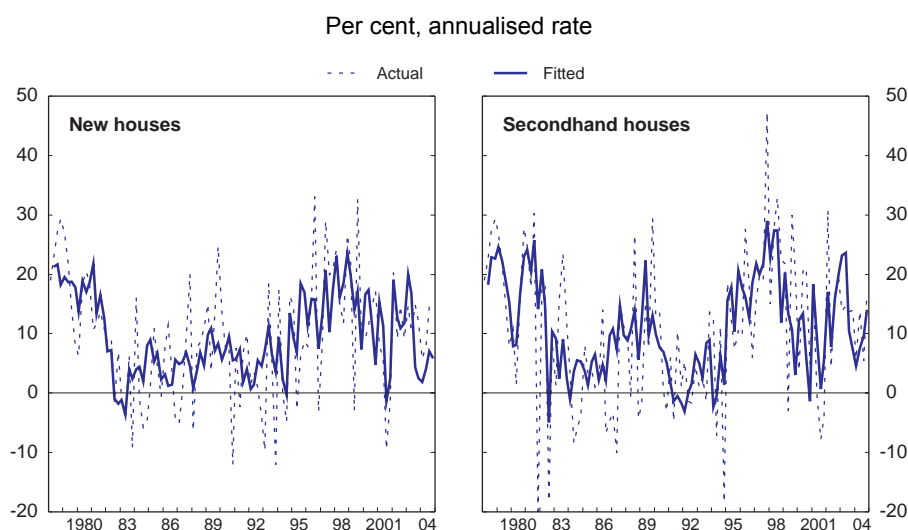 Per cent, annualised rate
Actual Fitted
50 50
New houses Secondhand houses
40 40
30 30
20 20
10 10
0 0
-10 -10
-20 -20
1980 83 86 89 92 95 98 2001 04 1980 83 86 89 92 95 98 2001 04